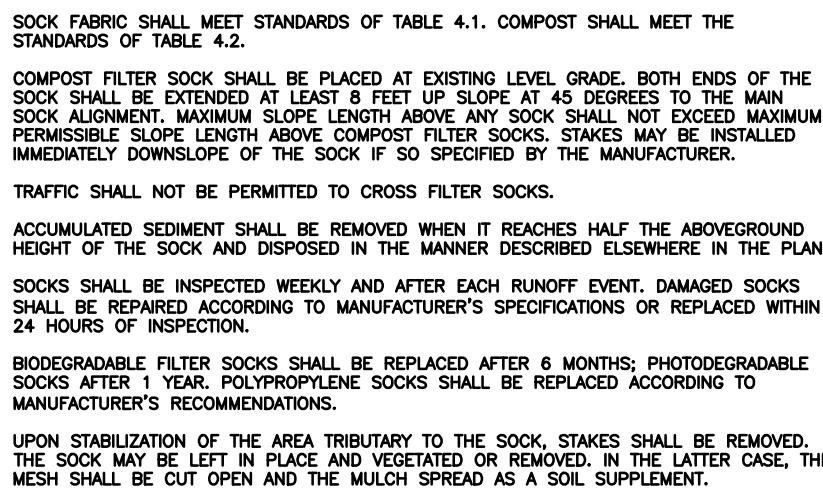 SOCK FABRIC SHALL MEET STANDARDS OF TABLE 4.1. COMPOST SHALL MEET THE
STANDARDS OF TABLE 4.2.
COMPOST FILTER SOCK SHALL BE PLACED AT EXISTING LEVEL GRADE. BOTH ENDS OF THE
SOCK SHALL BE EXTENDED AT LEAST 8 FEET UP SLOPE AT 45 DEGREES TO THE MAIN
SOCK ALIGNMENT. MAXIMUM SLOPE LENGTH ABOVE ANY SOCK SHALL NOT EXCEED MAXIMUM
PERMISSIBLE SLOPE LENGTH ABOVE COMPOST FILTER SOCKS. STAKES MAY BE INSTALLED
IMMEDIATELY DOWNSLOPE OF THE SOCK IF SO SPECIFIED BY THE MANUFACTURER.
TRAFFIC SHALL NOT BE PERMITTED TO CROSS FILTER SOCKS.
ACCUMULATED SEDIMENT SHALL BE REMOVED WHEN IT REACHES HALF THE ABOVEGROUND
HEIGHT OF THE SOCK AND DISPOSED IN THE MANNER DESCRIBED ELSEWHERE IN THE PLAN
SOCKS SHALL BE INSPECTED WEEKLY AND AFTER EACH RUNOFF EVENT. DAMAGED SOCKS
SHALL BE REPAIRED ACCORDING TO MANUFACTURER'S SPECIFICATIONS OR REPLACED WITHIN
24 HOURS OF INSPECTION.
BIODEGRADABLE FILTER SOCKS SHALL BE REPLACED AFTER 6 MONTHS; PHOTODEGRADABLE
SOCKS AFTER 1 YEAR. POLYPROPYLENE SOCKS SHALL BE REPLACED ACCORDING TO
MANUFACTURER'S RECOMMENDATIONS.
UPON STABILIZATION OF THE AREA TRIBUTARY TO THE SOCK, STAKES SHALL BE REMOVED.
THE SOCK MAY BE LEFT IN PLACE AND VEGETATED OR REMOVED. IN THE LATTER CASE,
MESH SHALL BE CUT OPEN AND THE MULCH SPREAD AS A SOIL SUPPLEMENT.